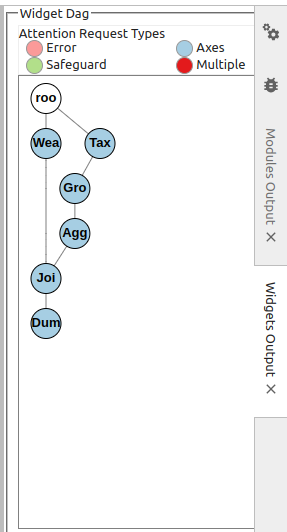 Widget Dag
Attention Request Types
Error
Axes
Safeguard
Multiple
roo
Wea
Tax
Gro
Agg
Joi
Dum
Modules Output
Widgets Output